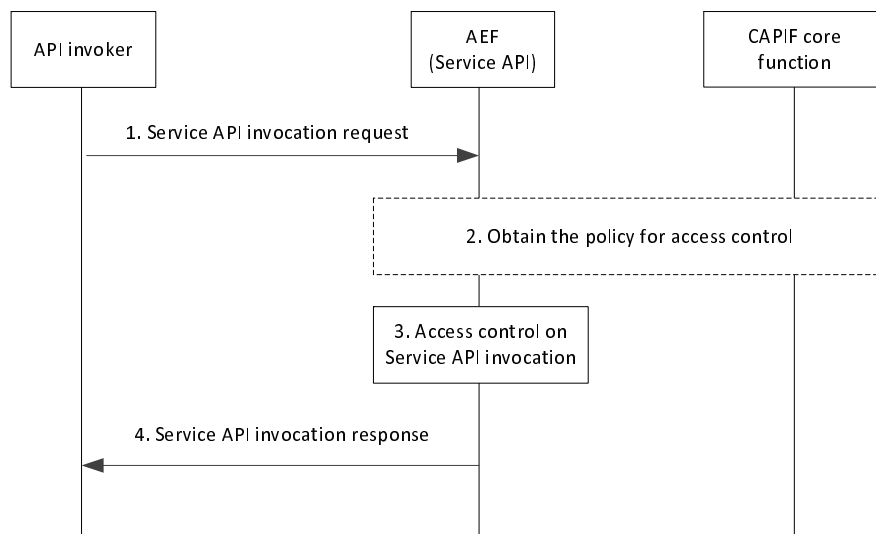 API invoker
AEF
(Service API)
CAPIF core
function
1. Service API invocation request
2. Obtain the policy for access control
3. Access control on
Service API invocation
4. Service API invocation response